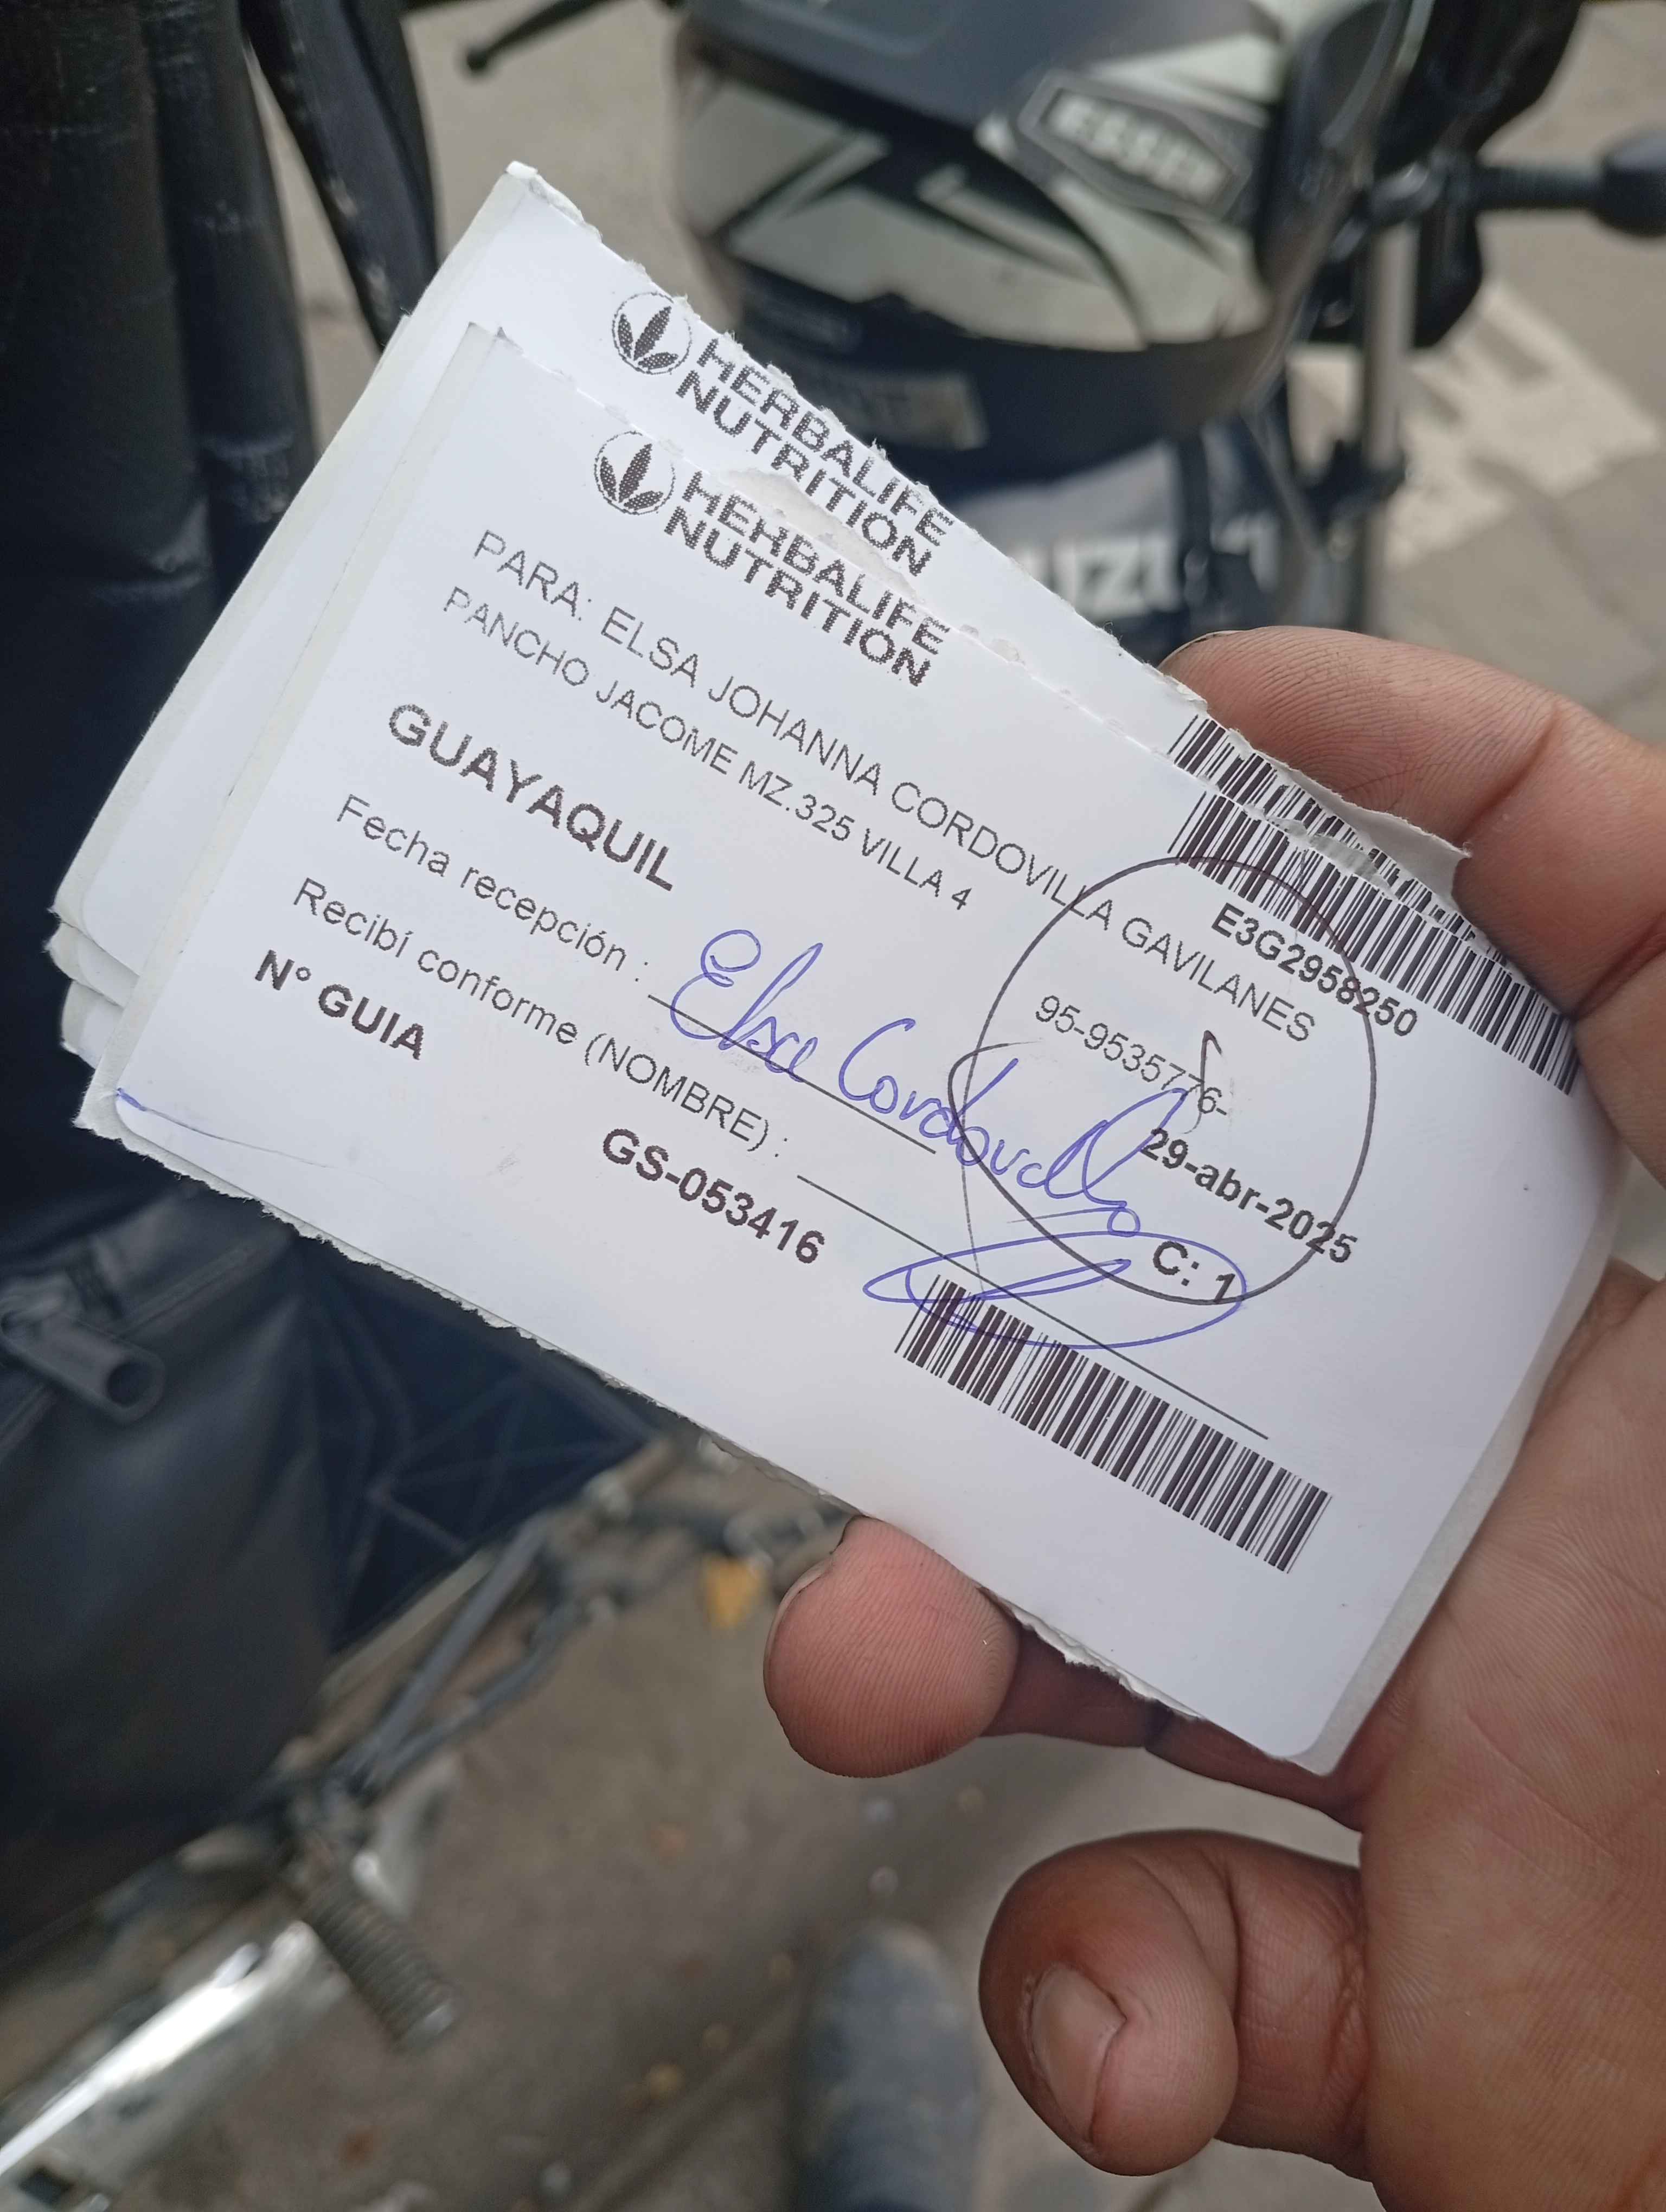 ESSEN
HERBALIFE
NUTRITION
HERBALIFE
NUTRITION
E3G2958250
PARA: ELSA JOHANNA CORDOVILLA GAVILANES
PANCHO JACOME MZ.325 VILLA 4
95-9535776-
GUAYAQUIL
29-abr-2025
Fecha recepción :
Elsa Cordovilla
C: 1
Recibí conforme (NOMBRE) :
N° GUIA
GS-053416